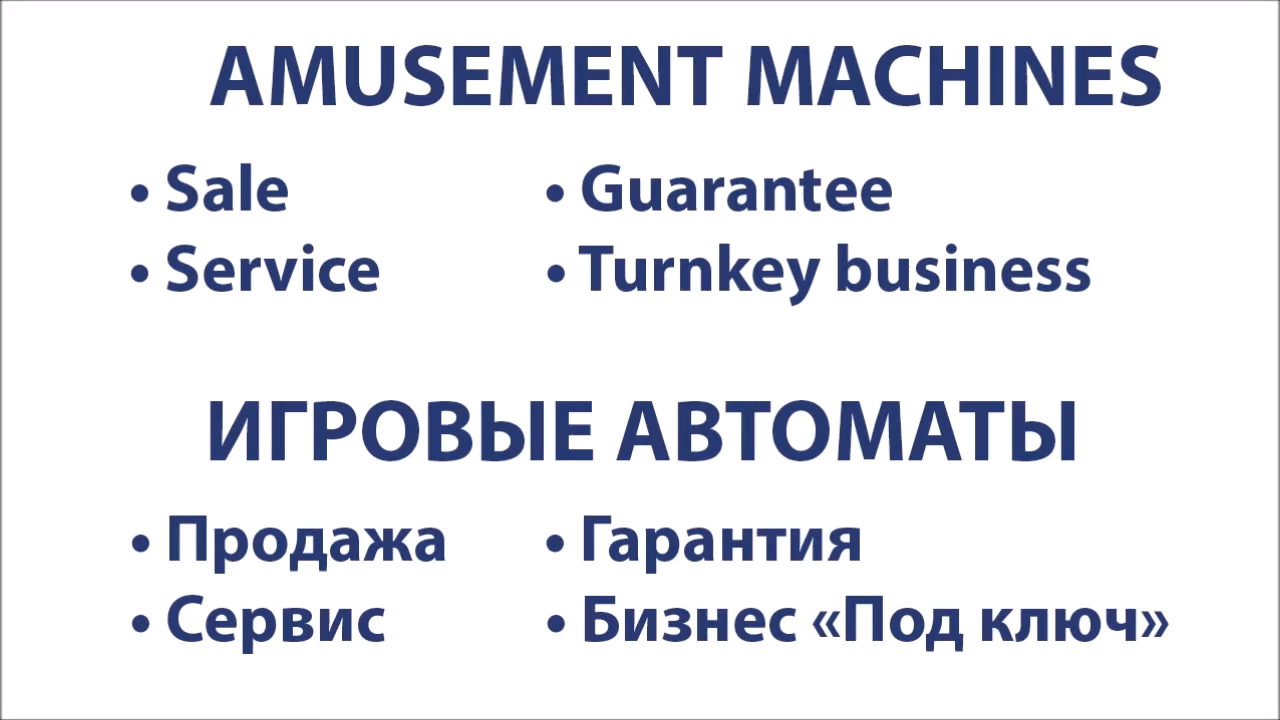 AMUSEMENT MACHINES
• Sale • Guarantee
• Service • Turnkey business
ИГРОВЫЕ АВТОМАТЫ
• Продажа • Гарантия
• Сервис • Бизнес «Под ключ»